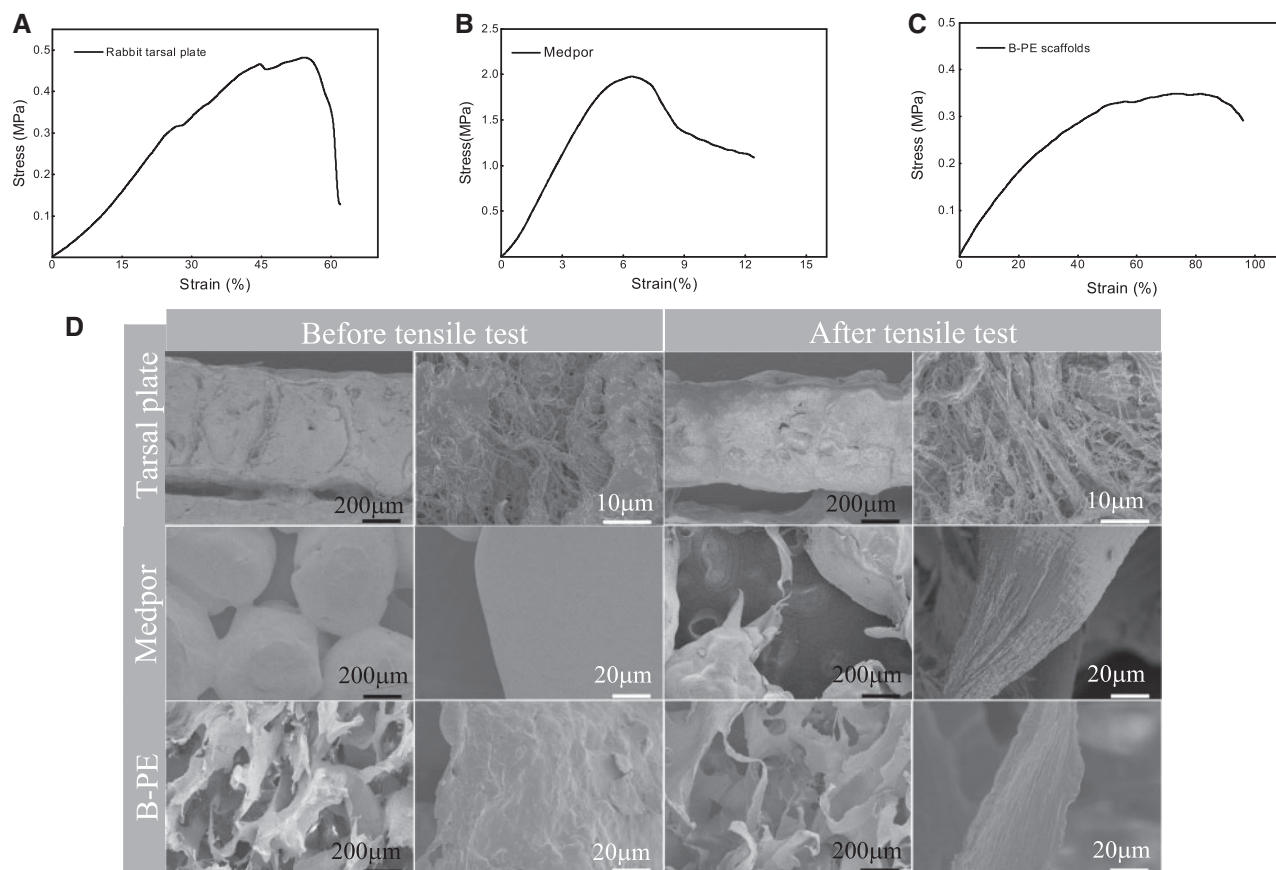 A
Rabbit tarsal plate
0.5
0.4
0.3
0.2
0.1
0
15
30
45
60
Stress (MPa)
Strain (%)
B
Medpor
2.5
2.0
1.5
1.0
0.5
0
3
6
9
12
15
Stress(MPa)
Strain(%)
C
B-PE scaffolds
0.5
0.4
0.3
0.2
0.1
0
20
40
60
80
100
Stress (MPa)
Strain (%)
D
Before tensile test
After tensile test
Tarsal plate
200μm
10μm
200μm
10μm
Medpor
200μm
20μm
200μm
20μm
B-PE
200μm
20μm
200μm
20μm